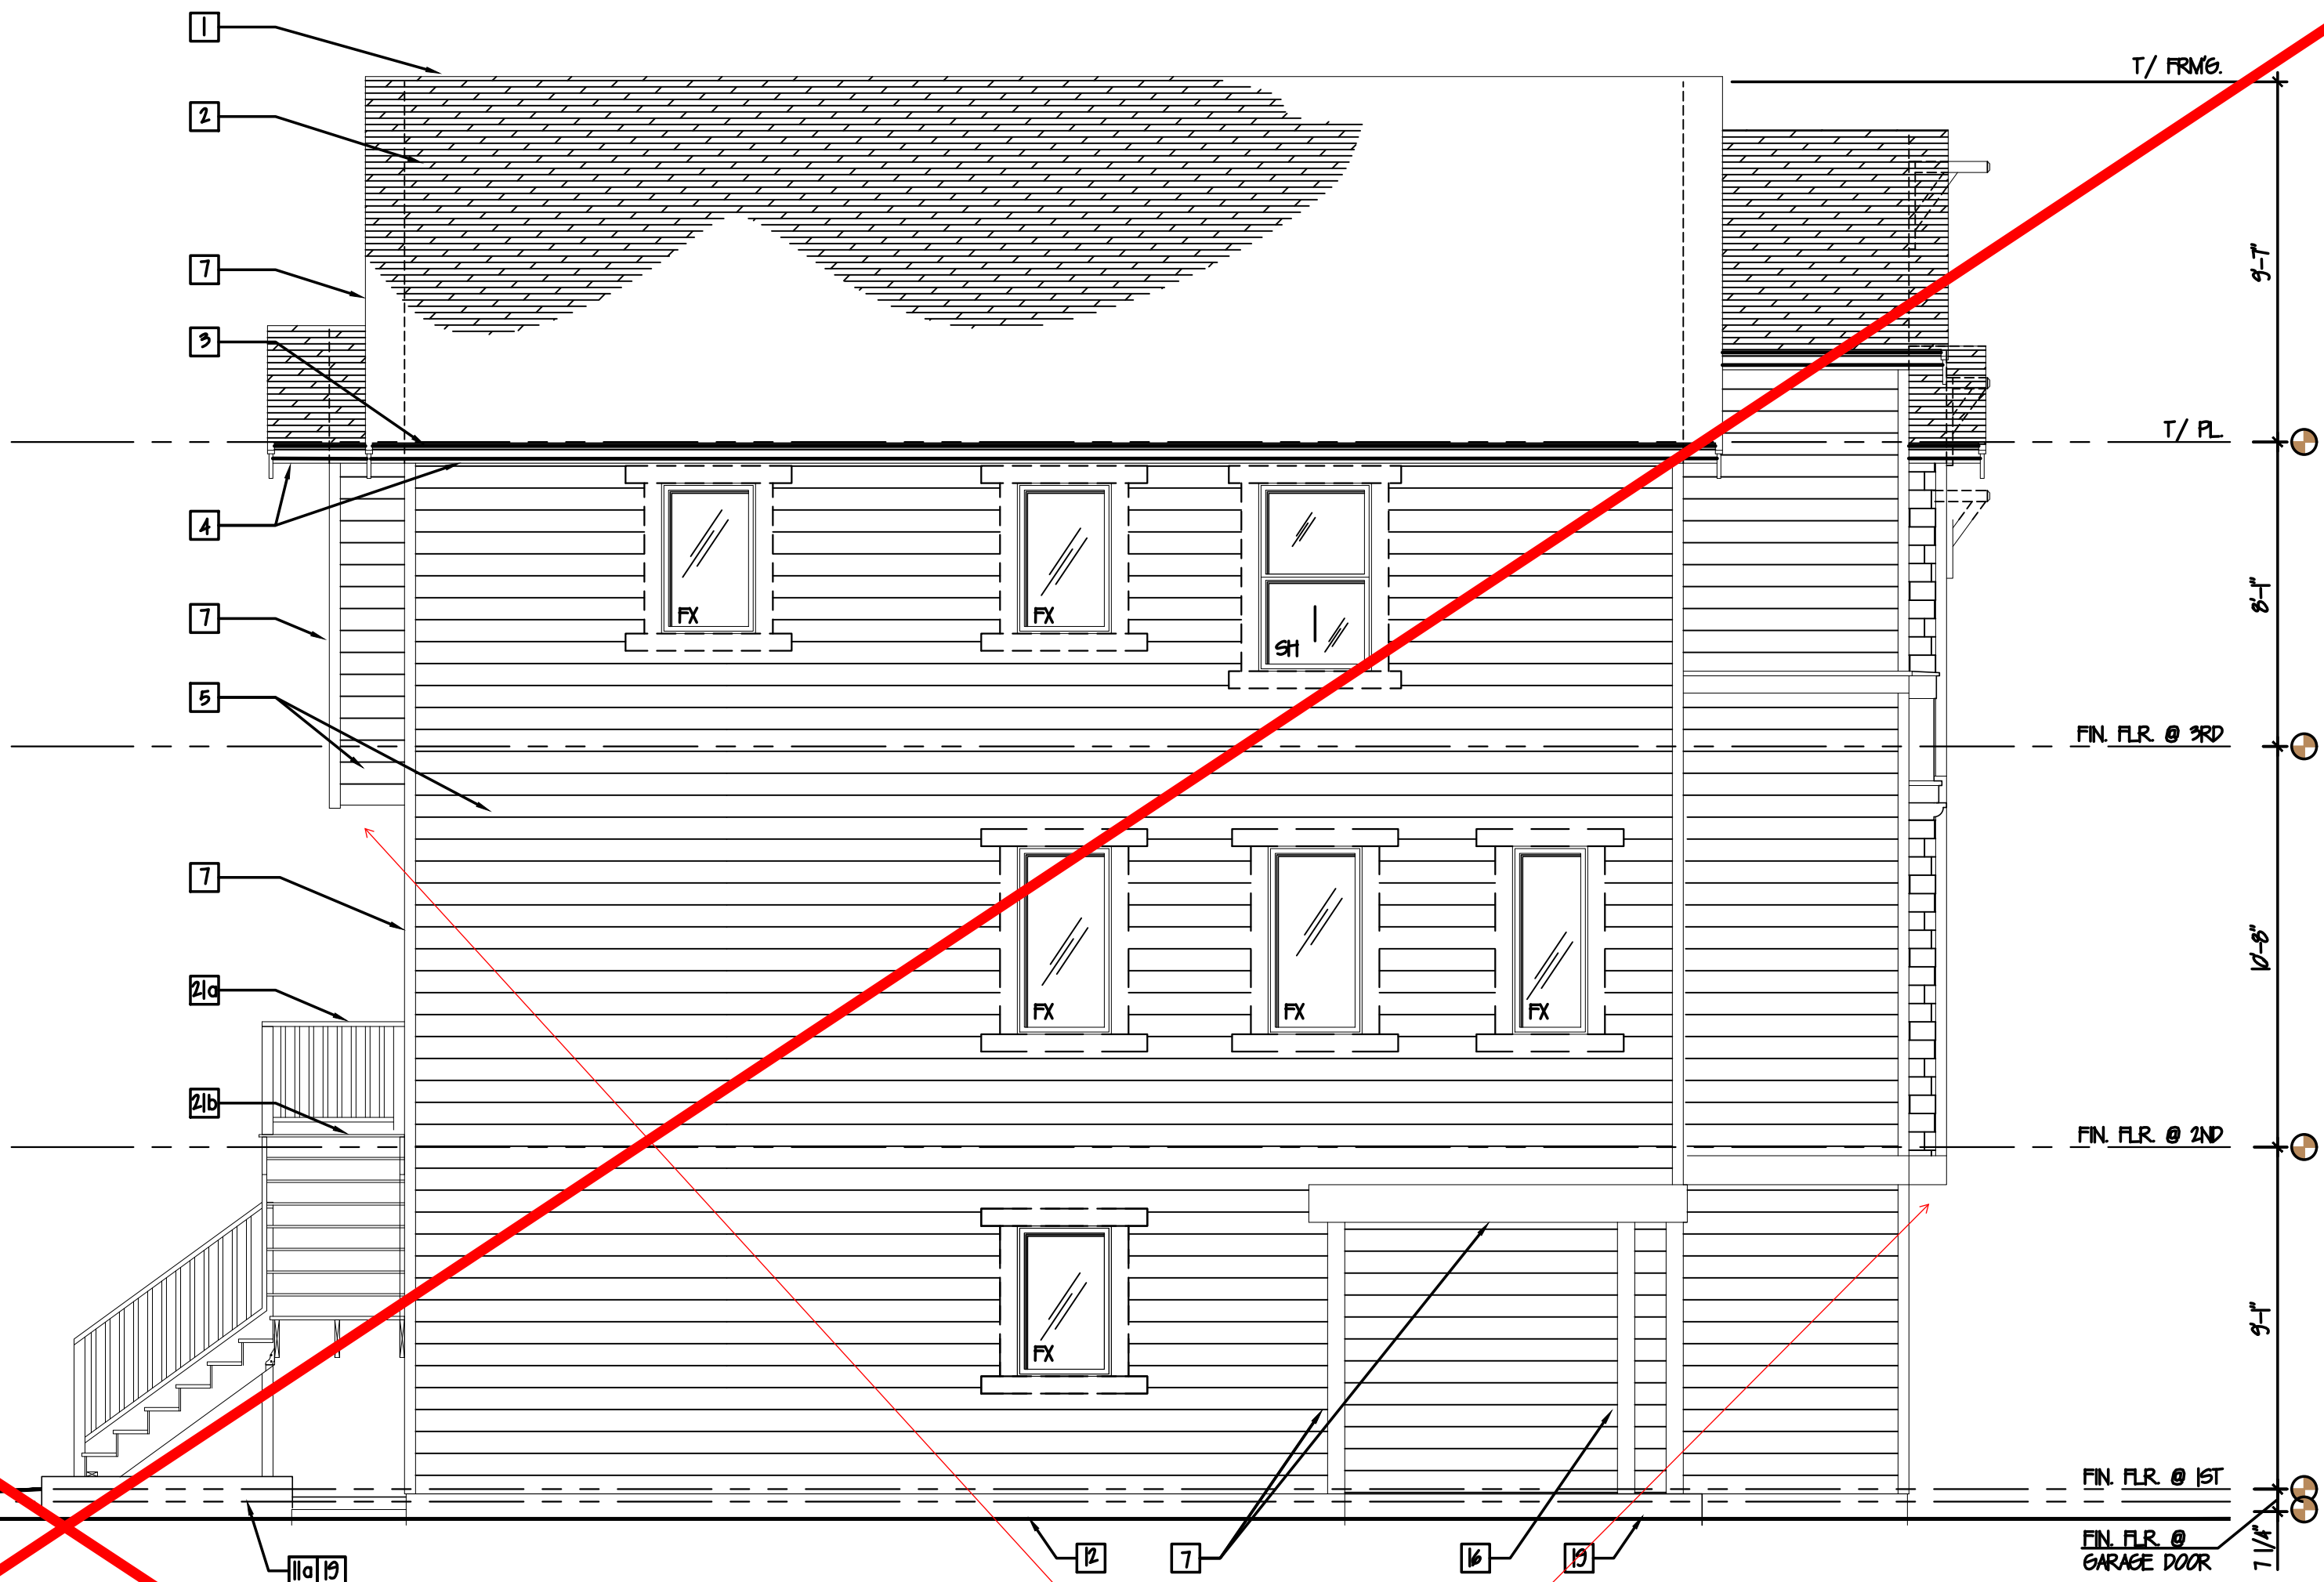 1
T/ FRM'G.
2
9'-7"
7
3
T/ PL.
4
FX
FX
SH
8'-1"
7
5
FIN. FLR. @ 3RD
7
10'-8"
21a
FX
FX
FX
21b
FIN. FLR. @ 2ND
9'-1"
FX
FIN. FLR. @ 1ST
12
7
16
19
FIN. FLR. @
GARAGE DOOR
7 1/4"
11a 19